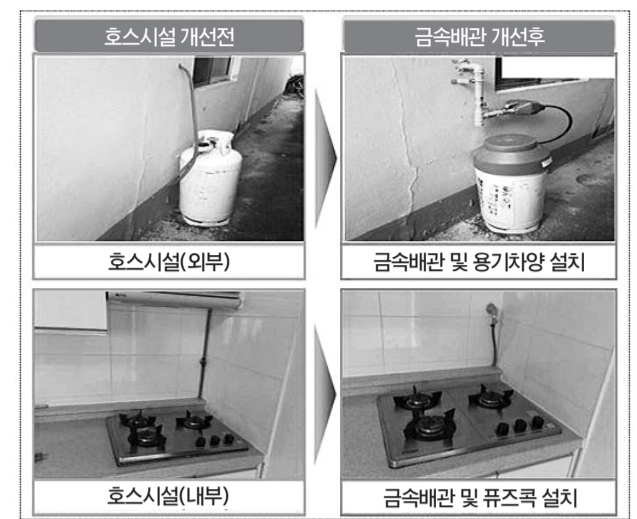 호스시설 개선전
금속배관 개선후
호스시설(외부)
금속배관 및 용기차양 설치
호스시설(내부)
금속배관 및 퓨즈콕 설치